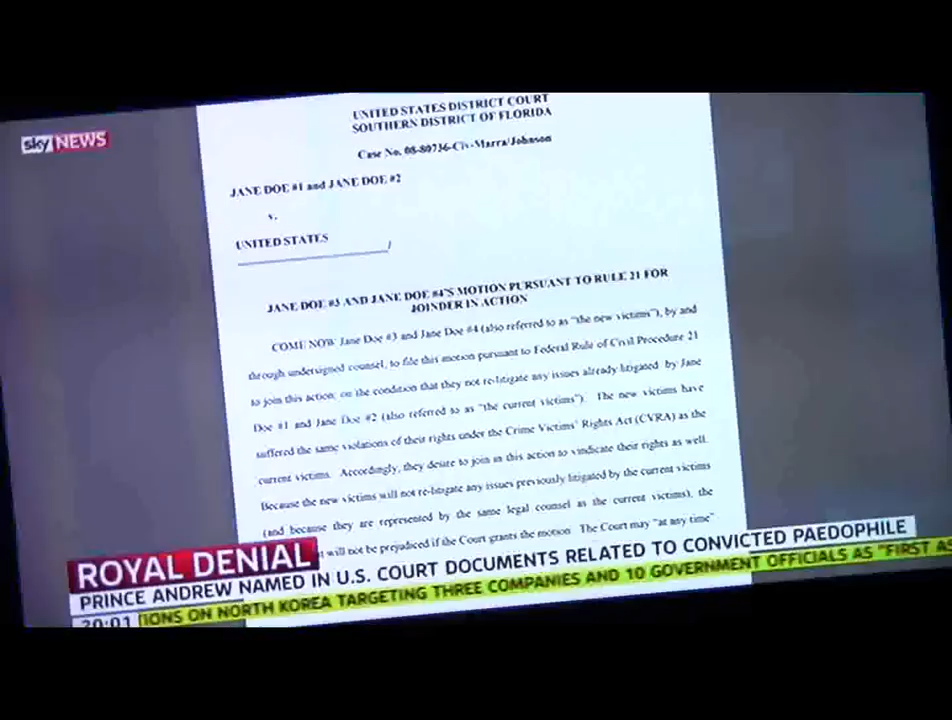 UNITED STATES DISTRICT COURT
SOUTHERN DISTRICT OF FLORIDA
Case No. 08-80736-Civ-Marra/Johnson
sky NEWS
JANE DOE #1 and JANE DOE #2
v.
UNITED STATES
/
JANE DOE #3 AND JANE DOE #4'S MOTION PURSUANT TO RULE 21 FOR
JOINDER IN ACTION
COME NOW Jane Doe #3 and Jane Doe #4 (also referred to as "the new victims"), by and
through undersigned counsel, to file this motion pursuant to Federal Rule of Civil Procedure 21
to join this action, on the condition that they not re-litigate any issues already litigated by Jane
Doe #1 and Jane Doe #2 (also referred to as "the current victims"). The new victims have
suffered the same violations of their rights under the Crime Victims' Rights Act (CVRA) as the
current victims. Accordingly, they desire to join in this action to vindicate their rights as well.
Because the new victims will not re-litigate any issues previously litigated by the current victims
(and because they are represented by the same legal counsel as the current victims), the
will not be prejudiced if the Court grants the motion. The Court may "at any time"
ROYAL DENIAL
PRINCE ANDREW NAMED IN U.S. COURT DOCUMENTS RELATED TO CONVICTED PAEDOPHILE
20:01 IONS ON NORTH KOREA TARGETING THREE COMPANIES AND 10 GOVERNMENT OFFICIALS AS "FIRST AS